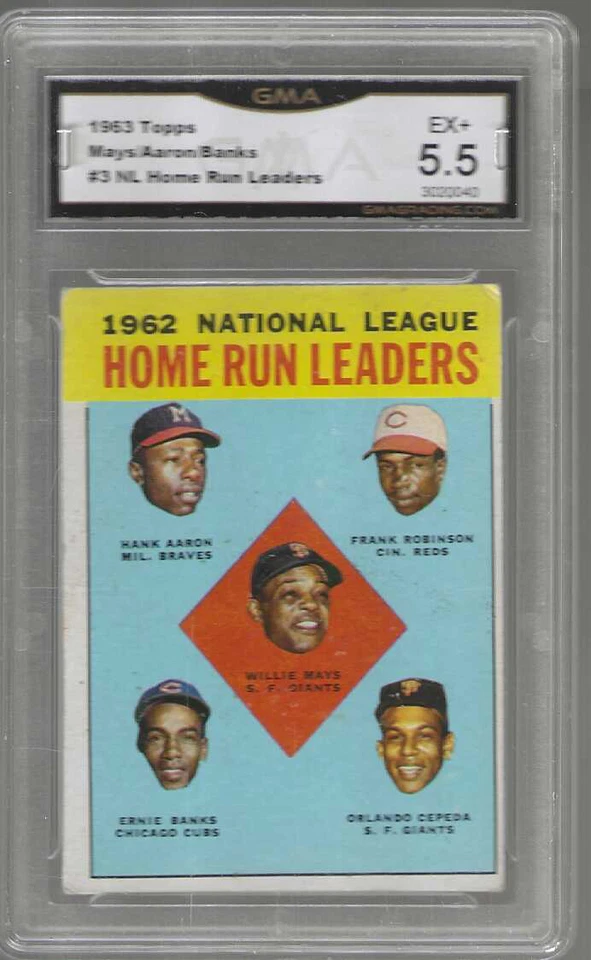 GMA
1963 Topps
Mays/Aaron/Banks
#3 NL Home Run Leaders
EX+
5.5
3020040
GMAGRADING.COM
1962 NATIONAL LEAGUE
HOME RUN LEADERS
M
C
HANK AARON
MIL. BRAVES
FRANK ROBINSON
CIN. REDS
SF
WILLIE MAYS
S. F. GIANTS
C
SF
ERNIE BANKS
CHICAGO CUBS
ORLANDO CEPEDA
S. F. GIANTS